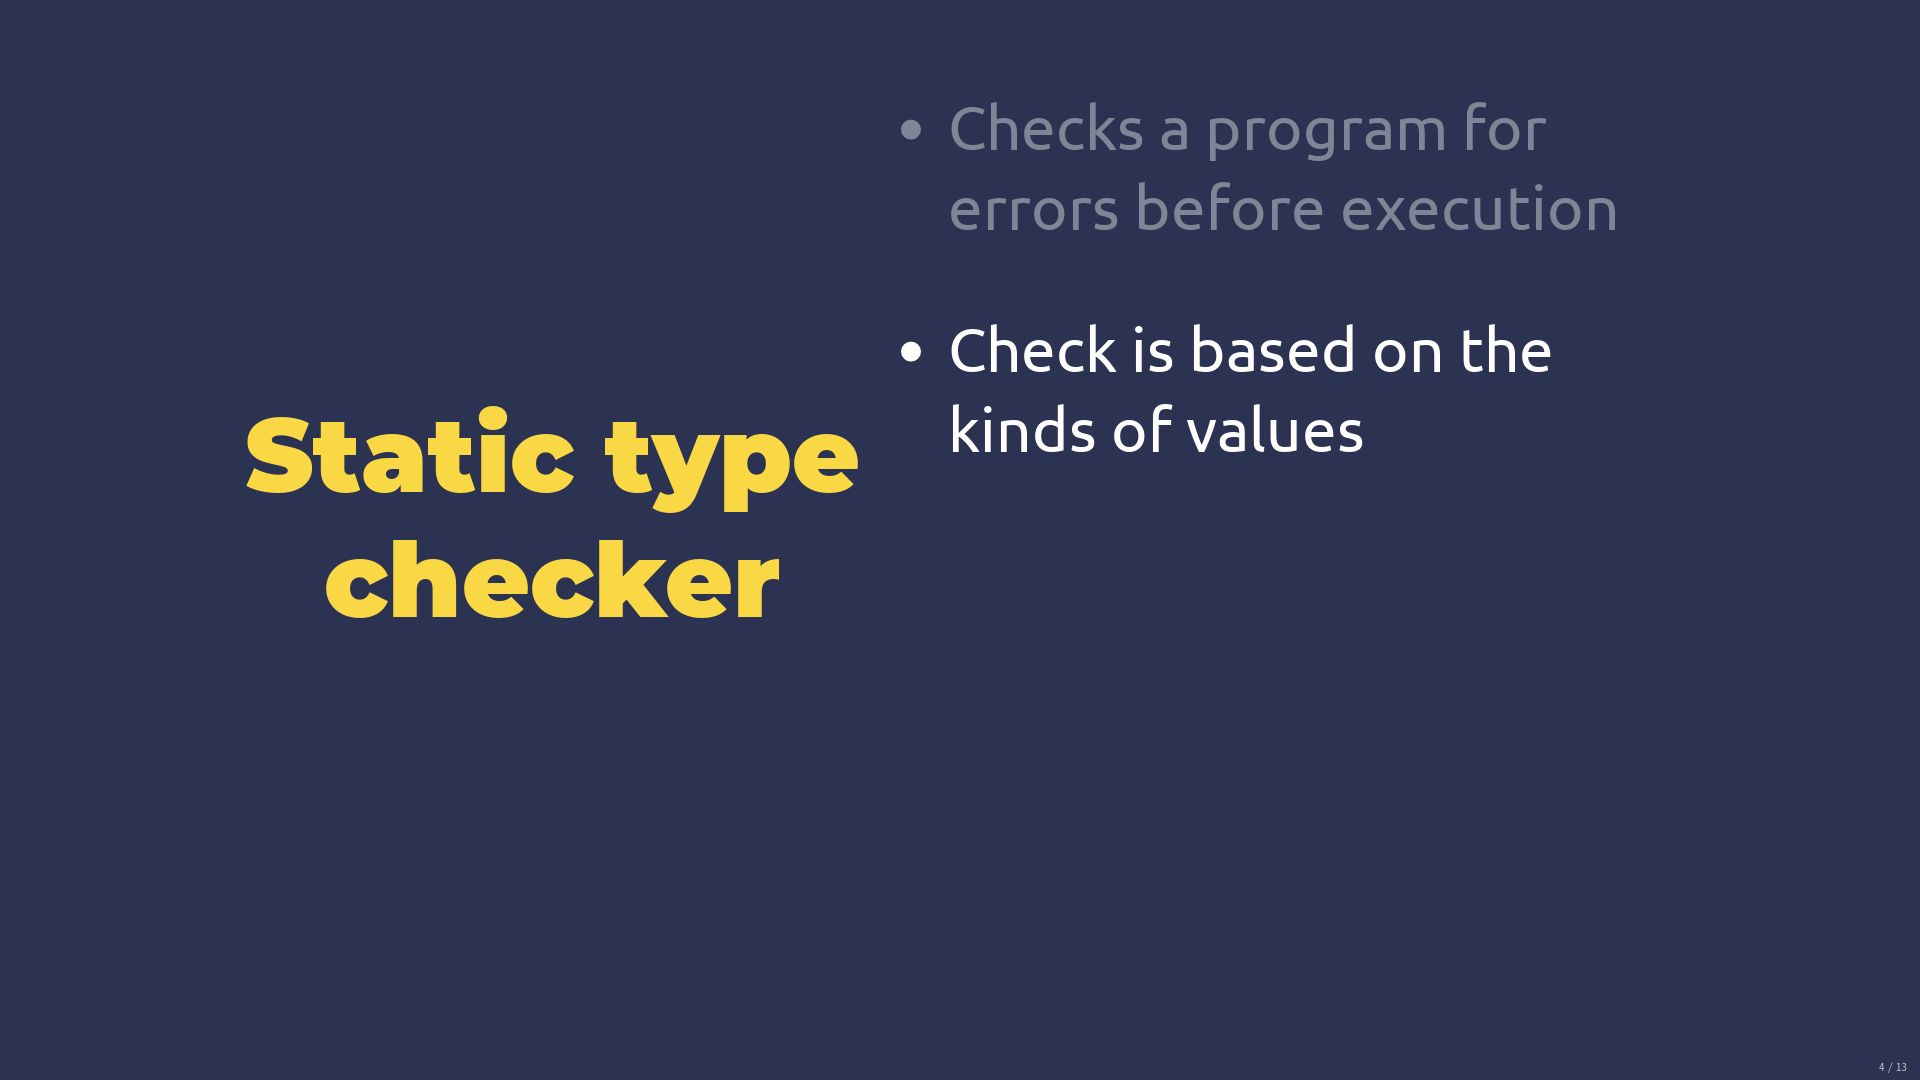 Static type
checker
• Checks a program for
errors before execution
• Check is based on the
kinds of values
4 / 13